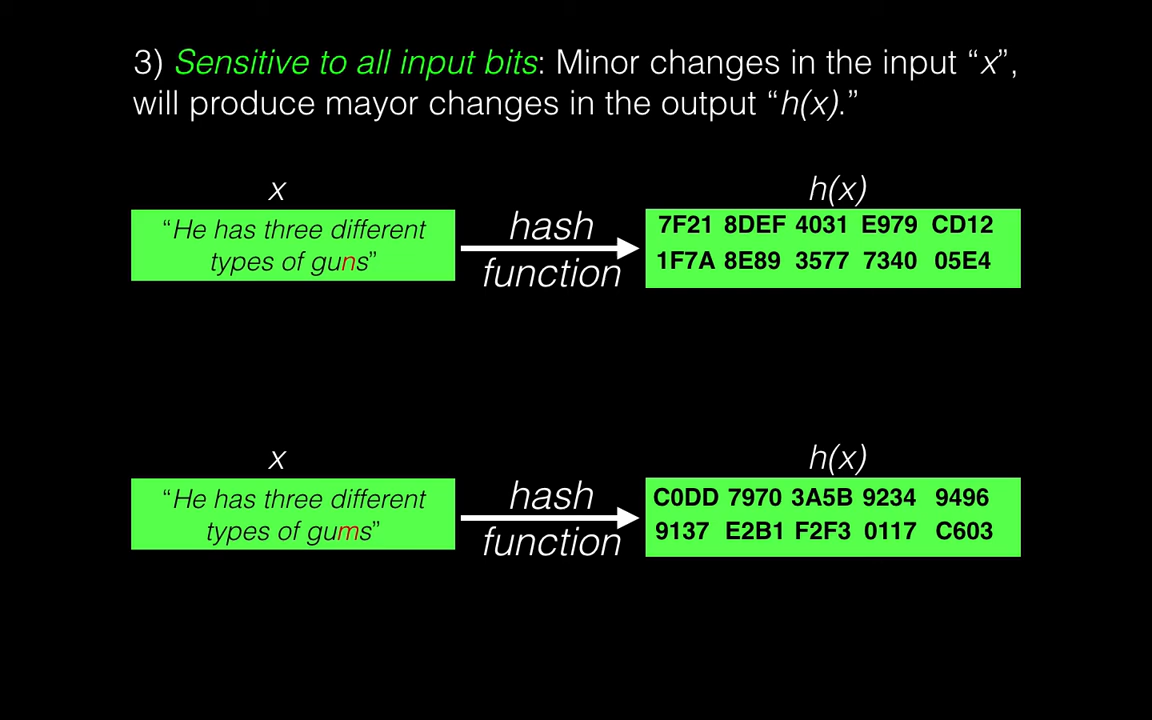 3) Sensitive to all input bits: Minor changes in the input “x”,
will produce mayor changes in the output “h(x).”
x
h(x)
“He has three different
types of guns”
hash
function
7F21 8DEF 4031 E979 CD12
1F7A 8E89 3577 7340 05E4
x
h(x)
“He has three different
types of gums”
hash
function
C0DD 7970 3A5B 9234 9496
9137 E2B1 F2F3 0117 C603